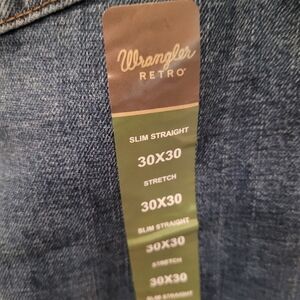 Wrangler
RETRO
SLIM STRAIGHT
30X30
STRETCH
30X30
SLIM STRAIGHT
30X30
STRETCH
30X30
SLIM STRAIGHT